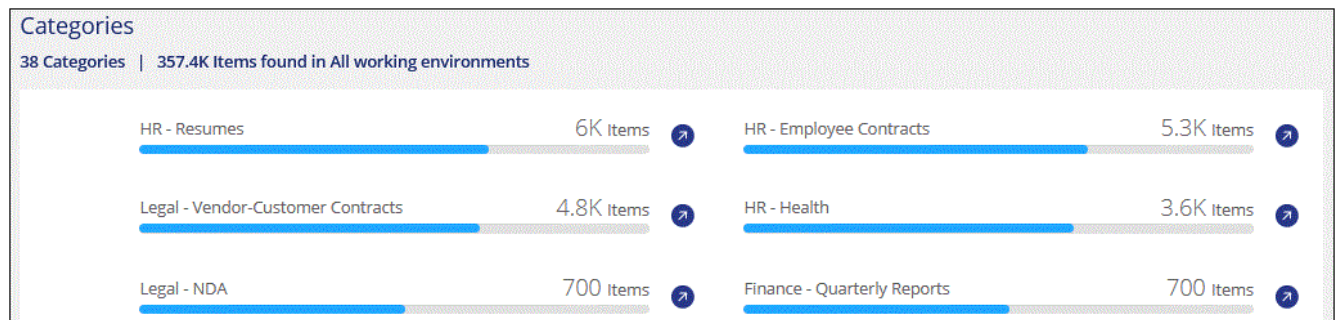 Categories
38 Categories | 357.4K Items found in All working environments
HR - Resumes 6K Items
HR - Employee Contracts 5.3K Items
Legal - Vendor-Customer Contracts 4.8K Items
HR - Health 3.6K Items
Legal - NDA 700 Items
Finance - Quarterly Reports 700 Items